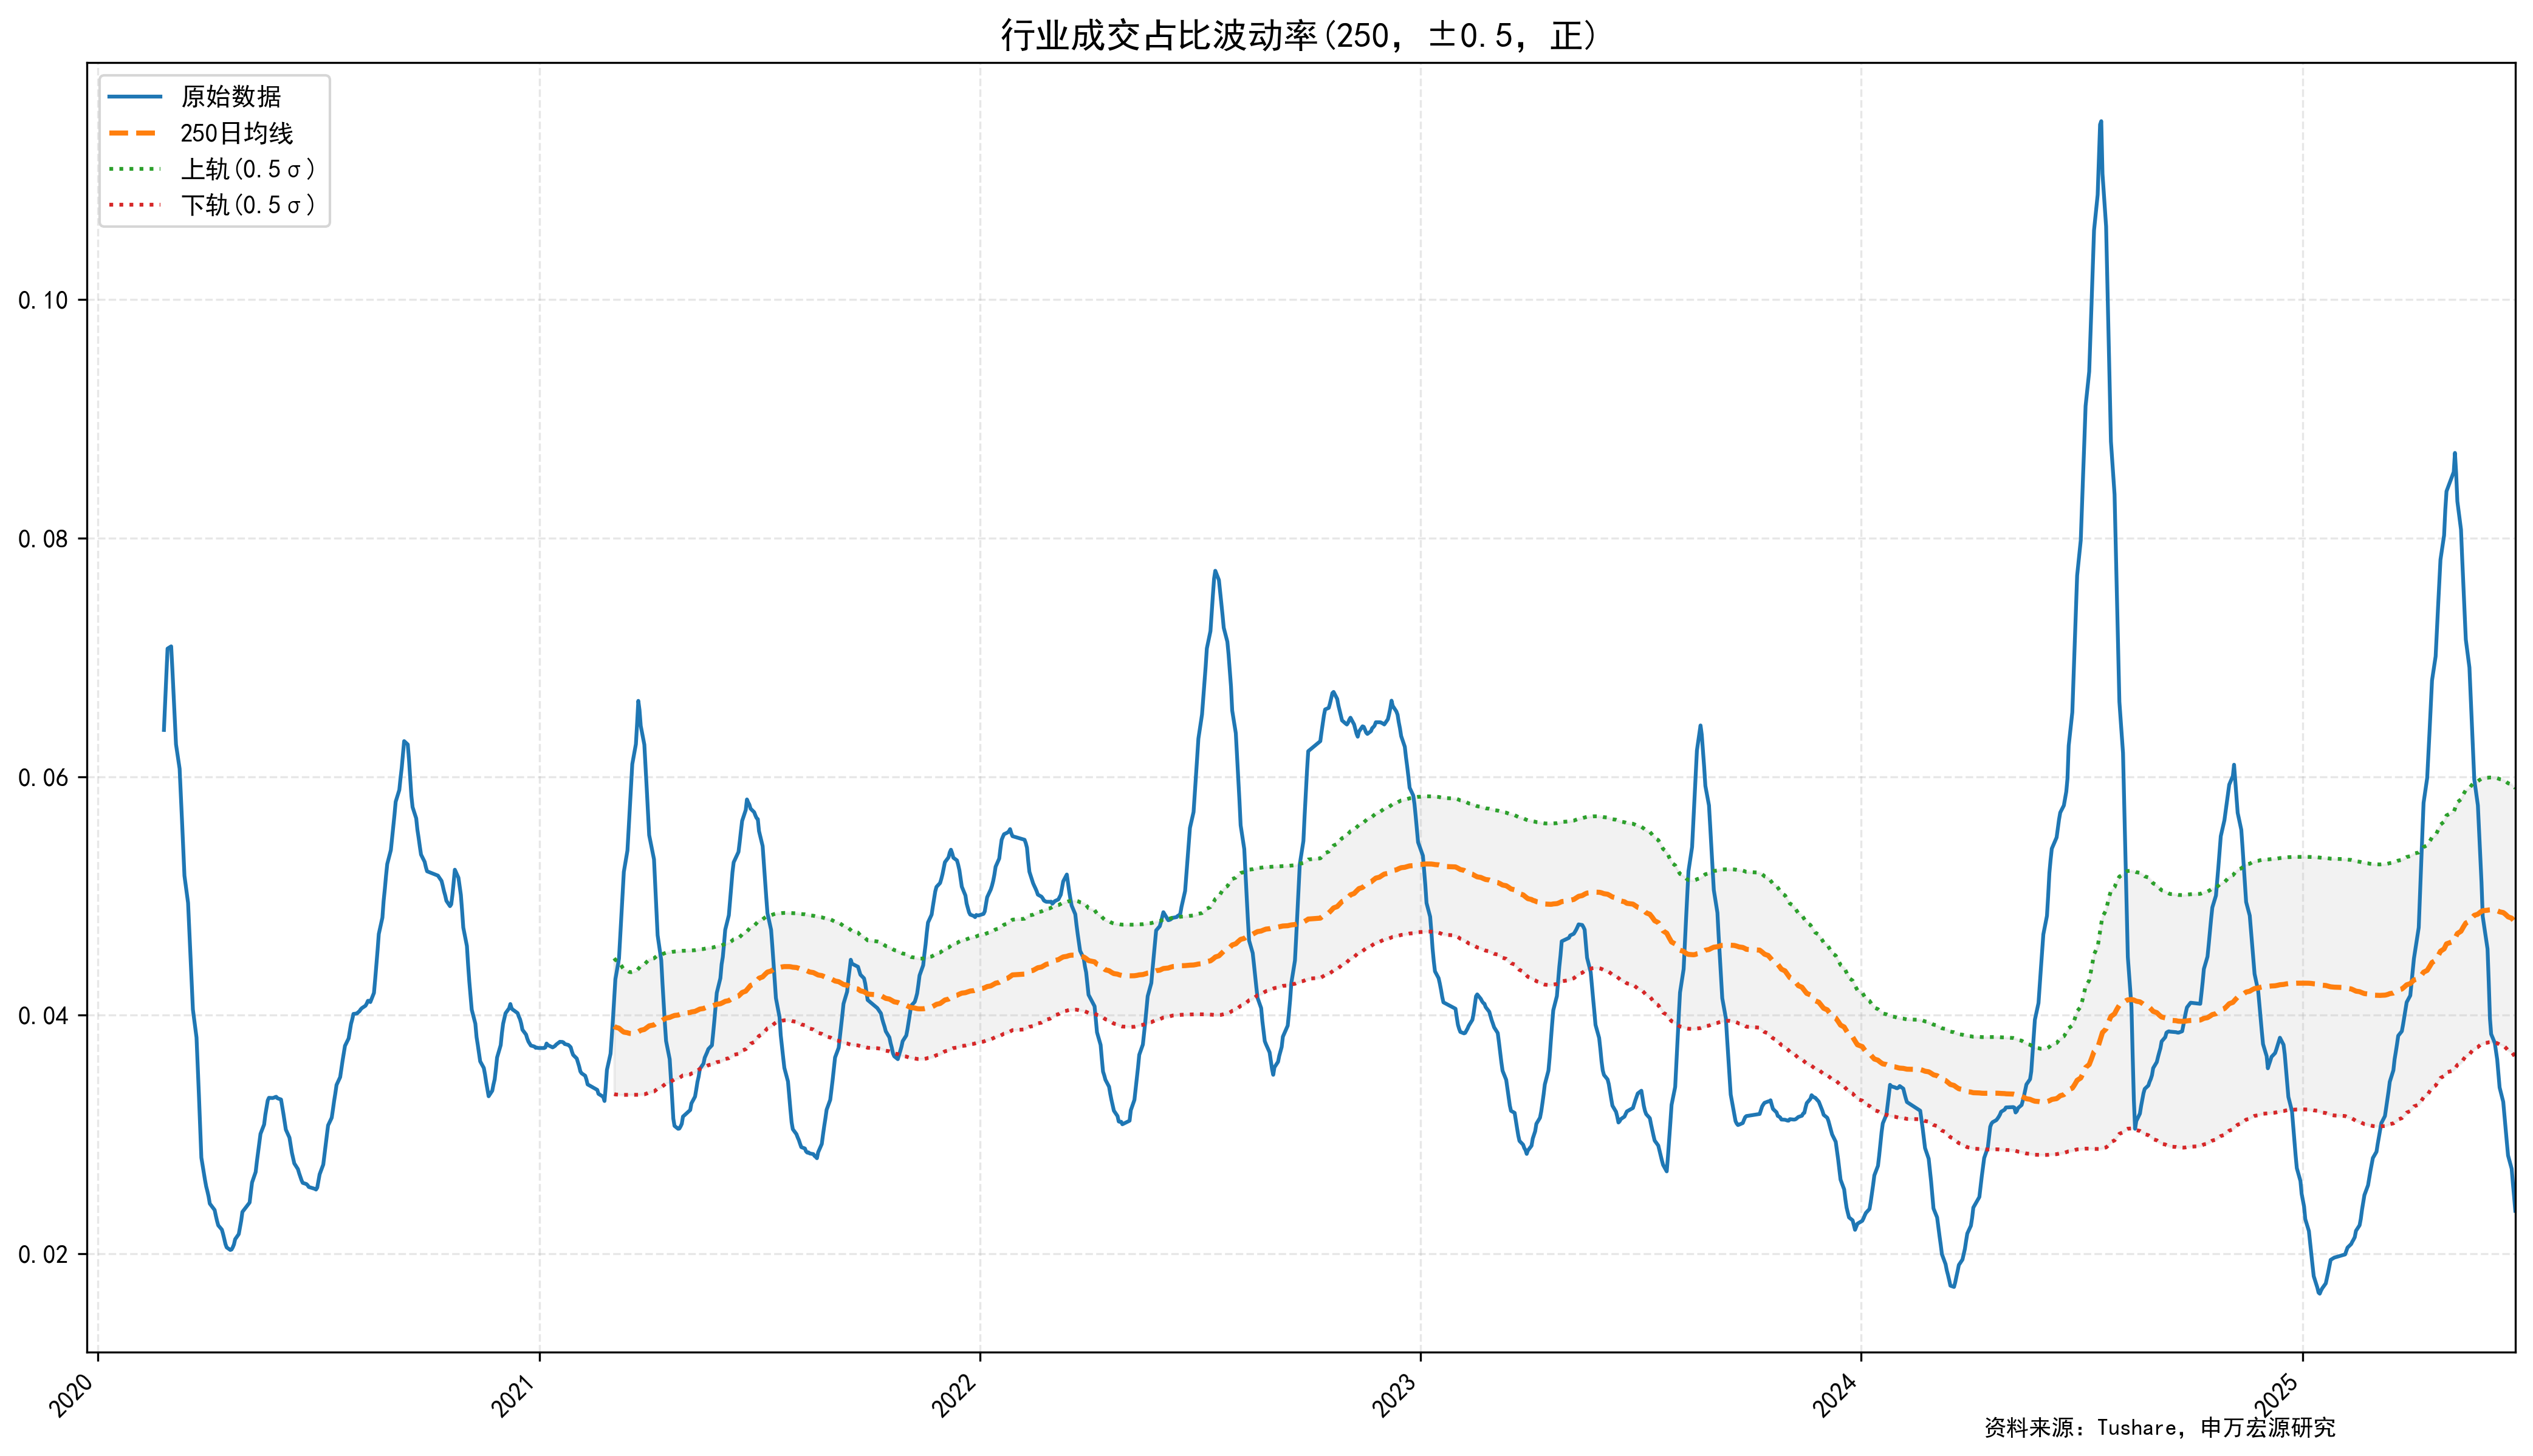 行业成交占比波动率(250, ±0.5, 正)
原始数据
250日均线
上轨(0.5σ)
下轨(0.5σ)
0.10
0.08
0.06
0.04
0.02
2020
2021
2022
2023
2024
2025
资料来源：Tushare, 申万宏源研究